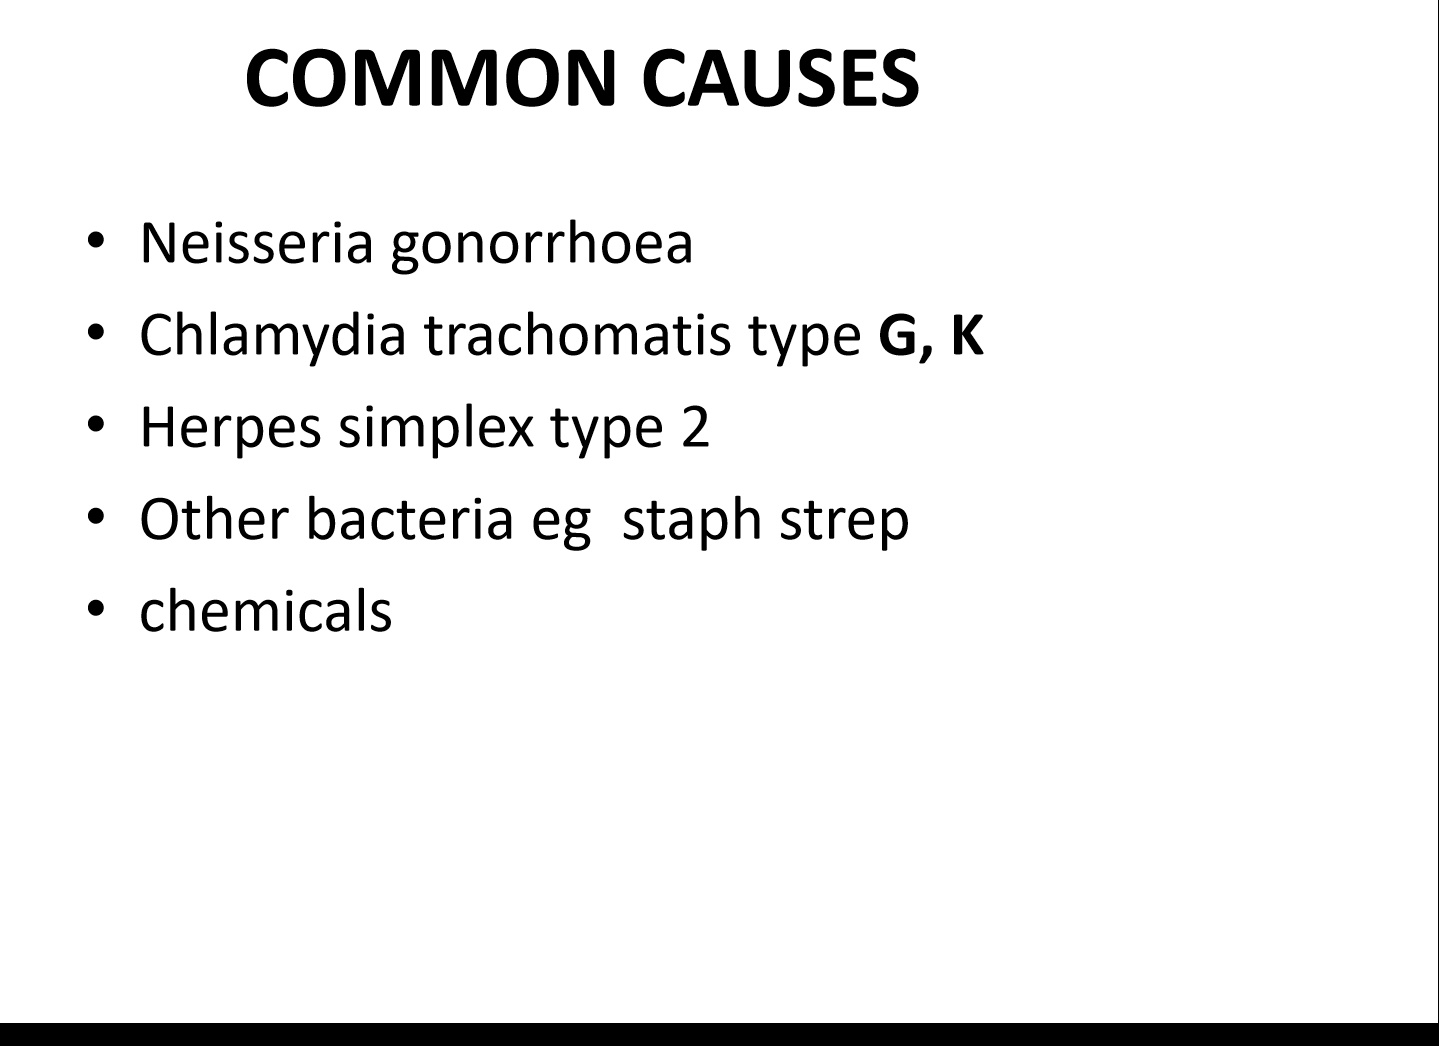 COMMON CAUSES
• Neisseria gonorrhoea
• Chlamydia trachomatis type G, K
• Herpes simplex type 2
• Other bacteria eg  staph strep
• chemicals